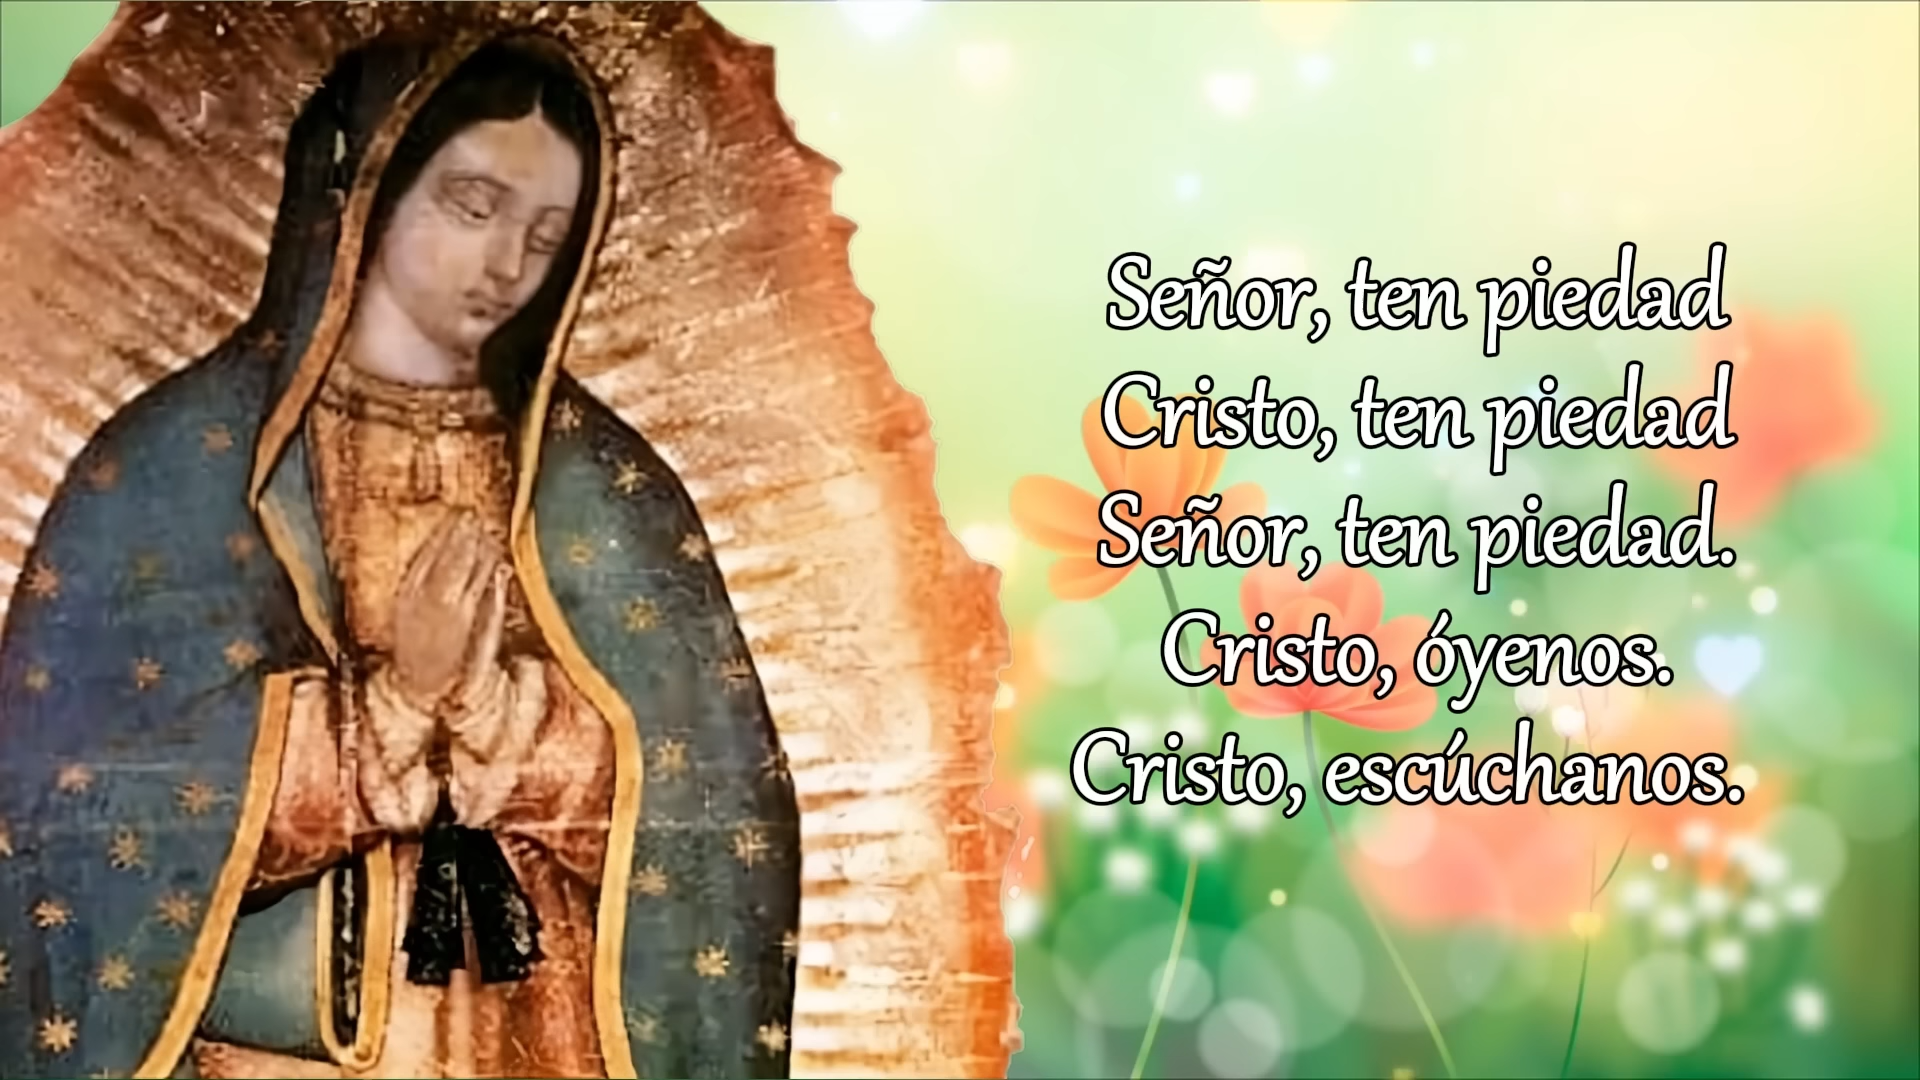 Señor, ten piedad
Cristo, ten piedad
Señor, ten piedad.
Cristo, óyenos.
Cristo, escúchanos.